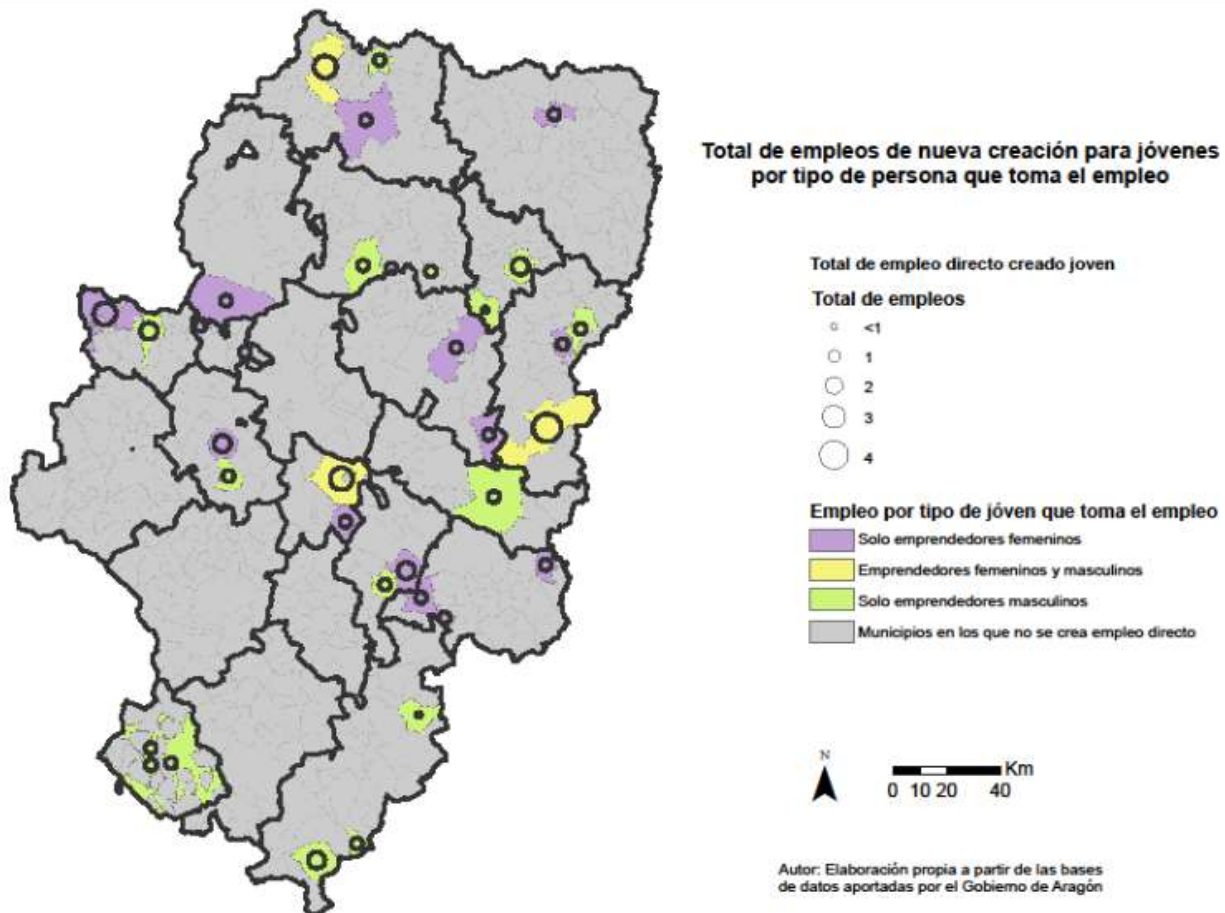 Total de empleos de nueva creación para jóvenes
por tipo de persona que toma el empleo
Total de empleo directo creado joven
Total de empleos
<1
1
2
3
4
Empleo por tipo de jóven que toma el empleo
Solo emprendedores femeninos
Emprendedores femeninos y masculinos
Solo emprendedores masculinos
Municipios en los que no se crea empleo directo
N
Km
0 10 20 40
Autor: Elaboración propia a partir de las bases
de datos aportadas por el Gobierno de Aragón